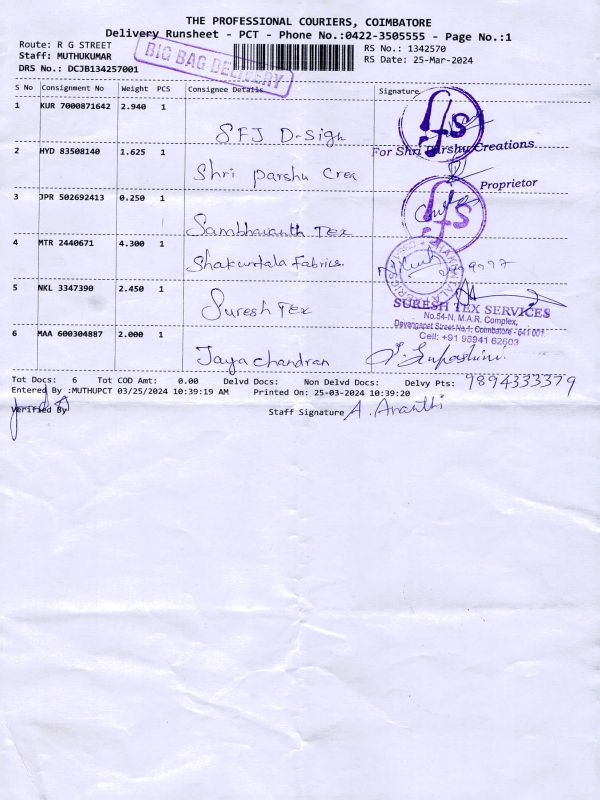 THE PROFESSIONAL COURIERS, COIMBATORE
Delivery Runsheet - PCT - Phone No.:0422-3505555 - Page No.:1
Route: R G STREET
RS No.: 1342570
Staff: MUTHUKUMAR
RS Date: 25-Mar-2024
DRS No.: DCJB134257001
BIG BAG DELIVERY
S No Consignment No Weight PCS Consignee Details Signature
1 KUR 7000871642 2.940 1
SFJ D-Sign
2 HYD 83508140 1.625 1
For Shri Parshu Creations
Shri parshu Crea
Proprietor
3 JPR 502692413 0.250 1
Sambhavanth Tex
4 MTR 2440671 4.300 1
Shakuntala Fabrics.
5 NKL 3347390 2.450 1
Suresh Tex
SURESH TEX SERVICES
No.54-N, M.A.R. Complex,
Devangapet Street No.1, Coimbatore - 641 001
Cell: +91 98941 62603
6 MAA 600304887 2.000 1
Jayachandran
Tot Docs: 6 Tot COD Amt: 0.00 Delvd Docs: Non Delvd Docs: Delvy Pts: 9894333379
Entered By :MUTHUPCT 03/25/2024 10:39:19 AM Printed On: 25-03-2024 10:39:20
Verified By
Staff Signature A. Ananthi